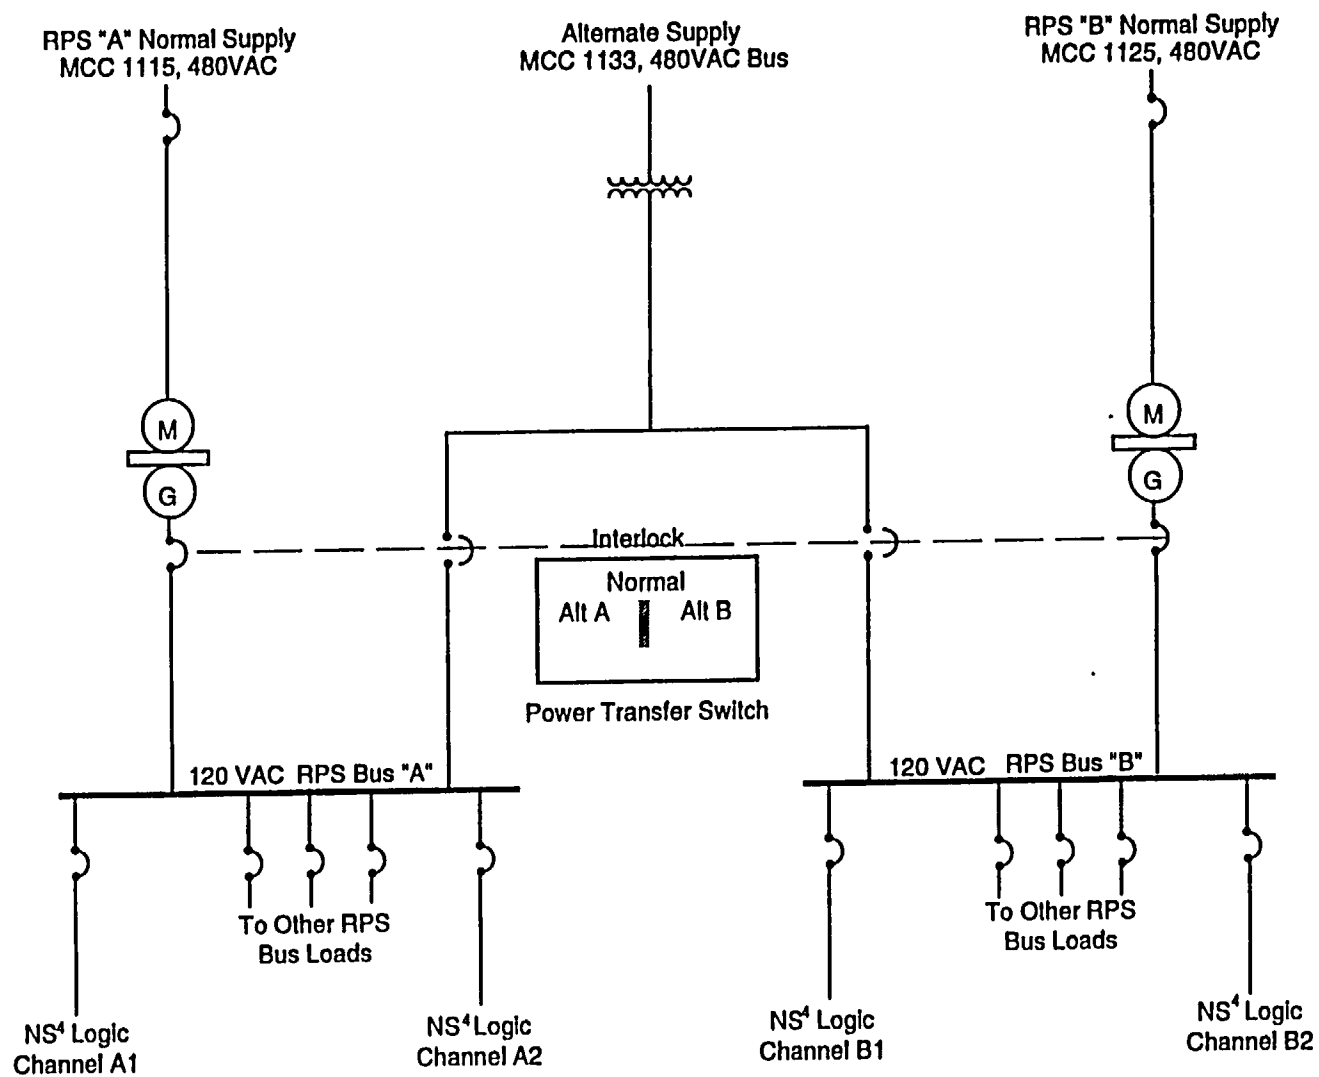 RPS "A" Normal Supply
MCC 1115, 480VAC
Alternate Supply
MCC 1133, 480VAC Bus
RPS "B" Normal Supply
MCC 1125, 480VAC
M
G
M
G
Interlock
Normal
Alt A
Alt B
Power Transfer Switch
120 VAC RPS Bus "A"
120 VAC RPS Bus "B"
To Other RPS
Bus Loads
To Other RPS
Bus Loads
NS⁴ Logic
Channel A1
NS⁴ Logic
Channel A2
NS⁴ Logic
Channel B1
NS⁴ Logic
Channel B2